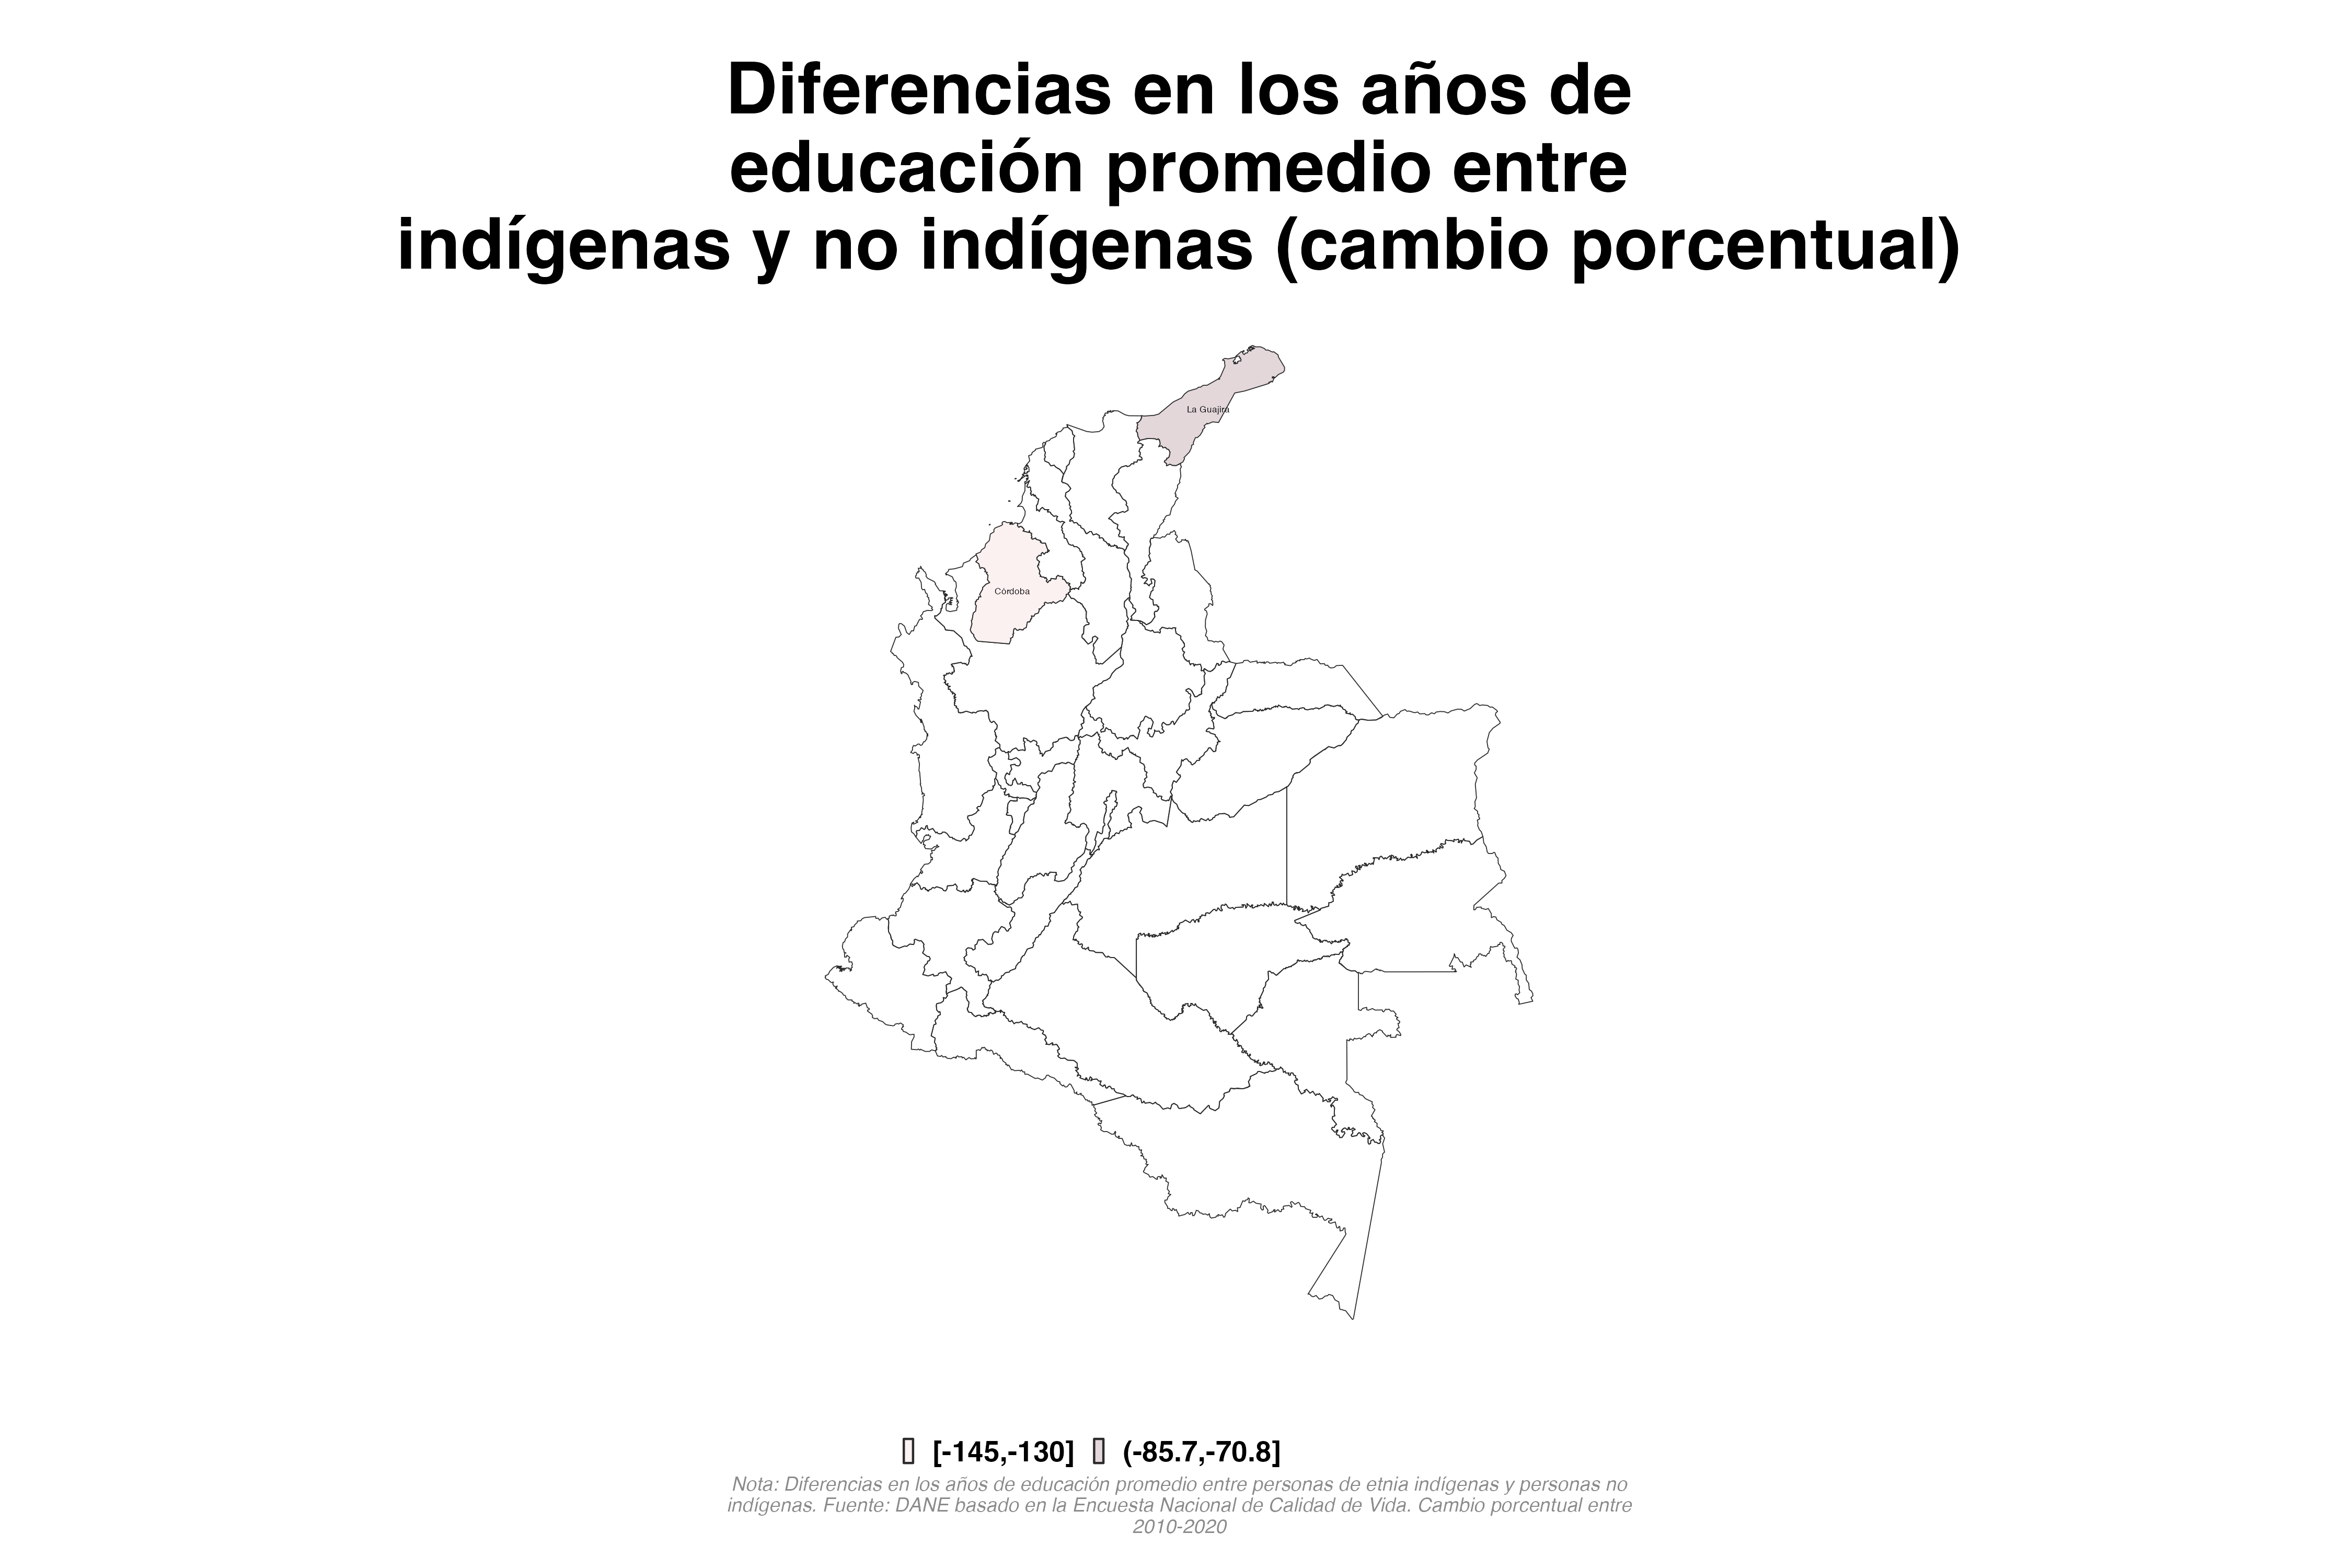 Diferencias en los años de
educación promedio entre
indígenas y no indígenas (cambio porcentual)
La Guajira
Córdoba
[-145,-130] (-85.7,-70.8]
Nota: Diferencias en los años de educación promedio entre personas de etnia indígenas y personas no
indígenas. Fuente: DANE basado en la Encuesta Nacional de Calidad de Vida. Cambio porcentual entre
2010-2020